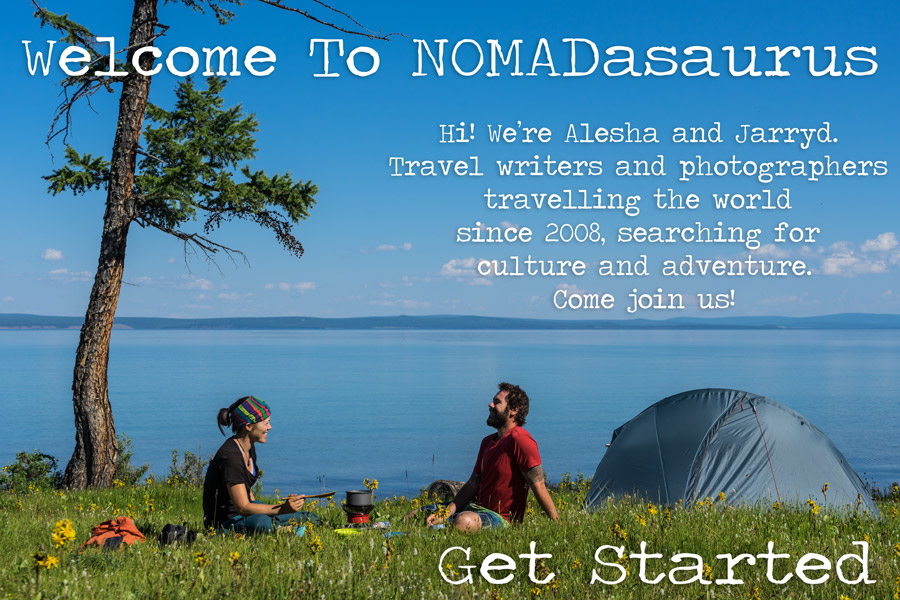 Welcome To NOMADasaurus
Hi! We're Alesha and Jarryd.
Travel writers and photographers
travelling the world
since 2008, searching for
culture and adventure.
Come join us!
Get Started